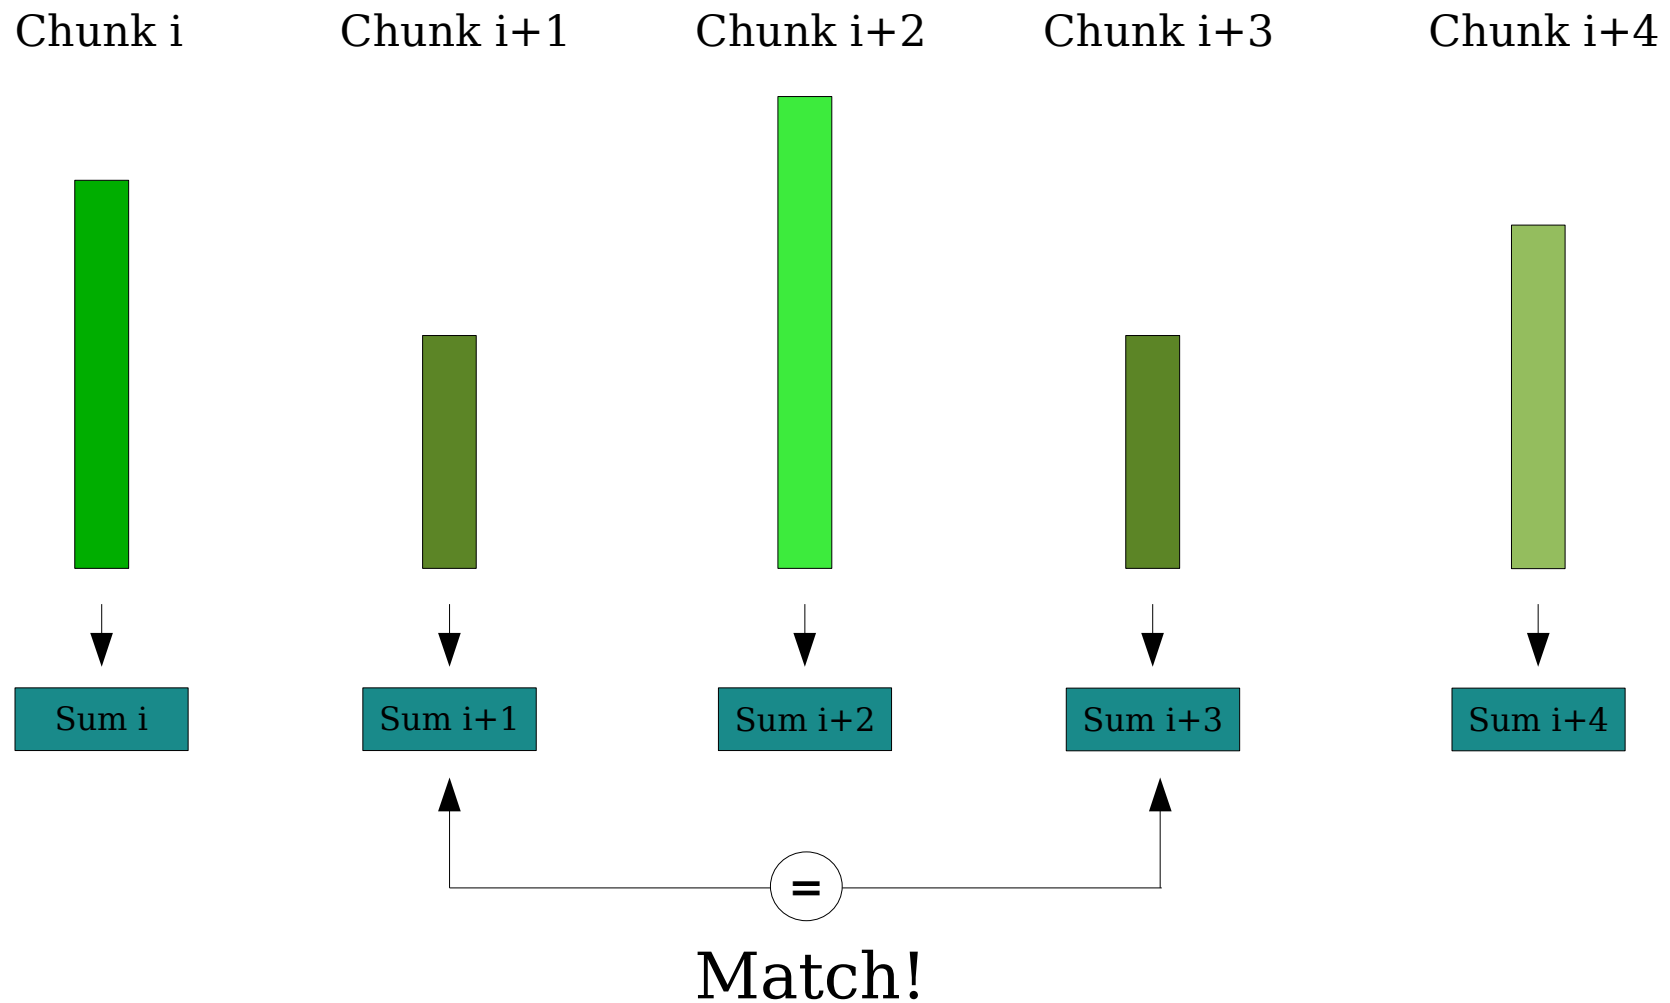 Chunk i
Chunk i+1
Chunk i+2
Chunk i+3
Chunk i+4
Sum i
Sum i+1
Sum i+2
Sum i+3
Sum i+4
=
Match!